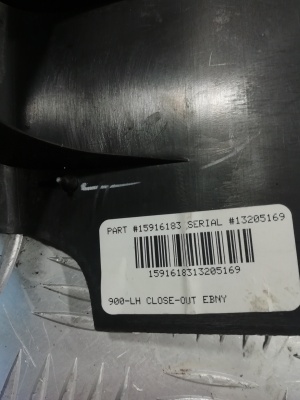 PART #15916183 SERIAL #13205169
1591618313205169
900-LH CLOSE-OUT EBNY